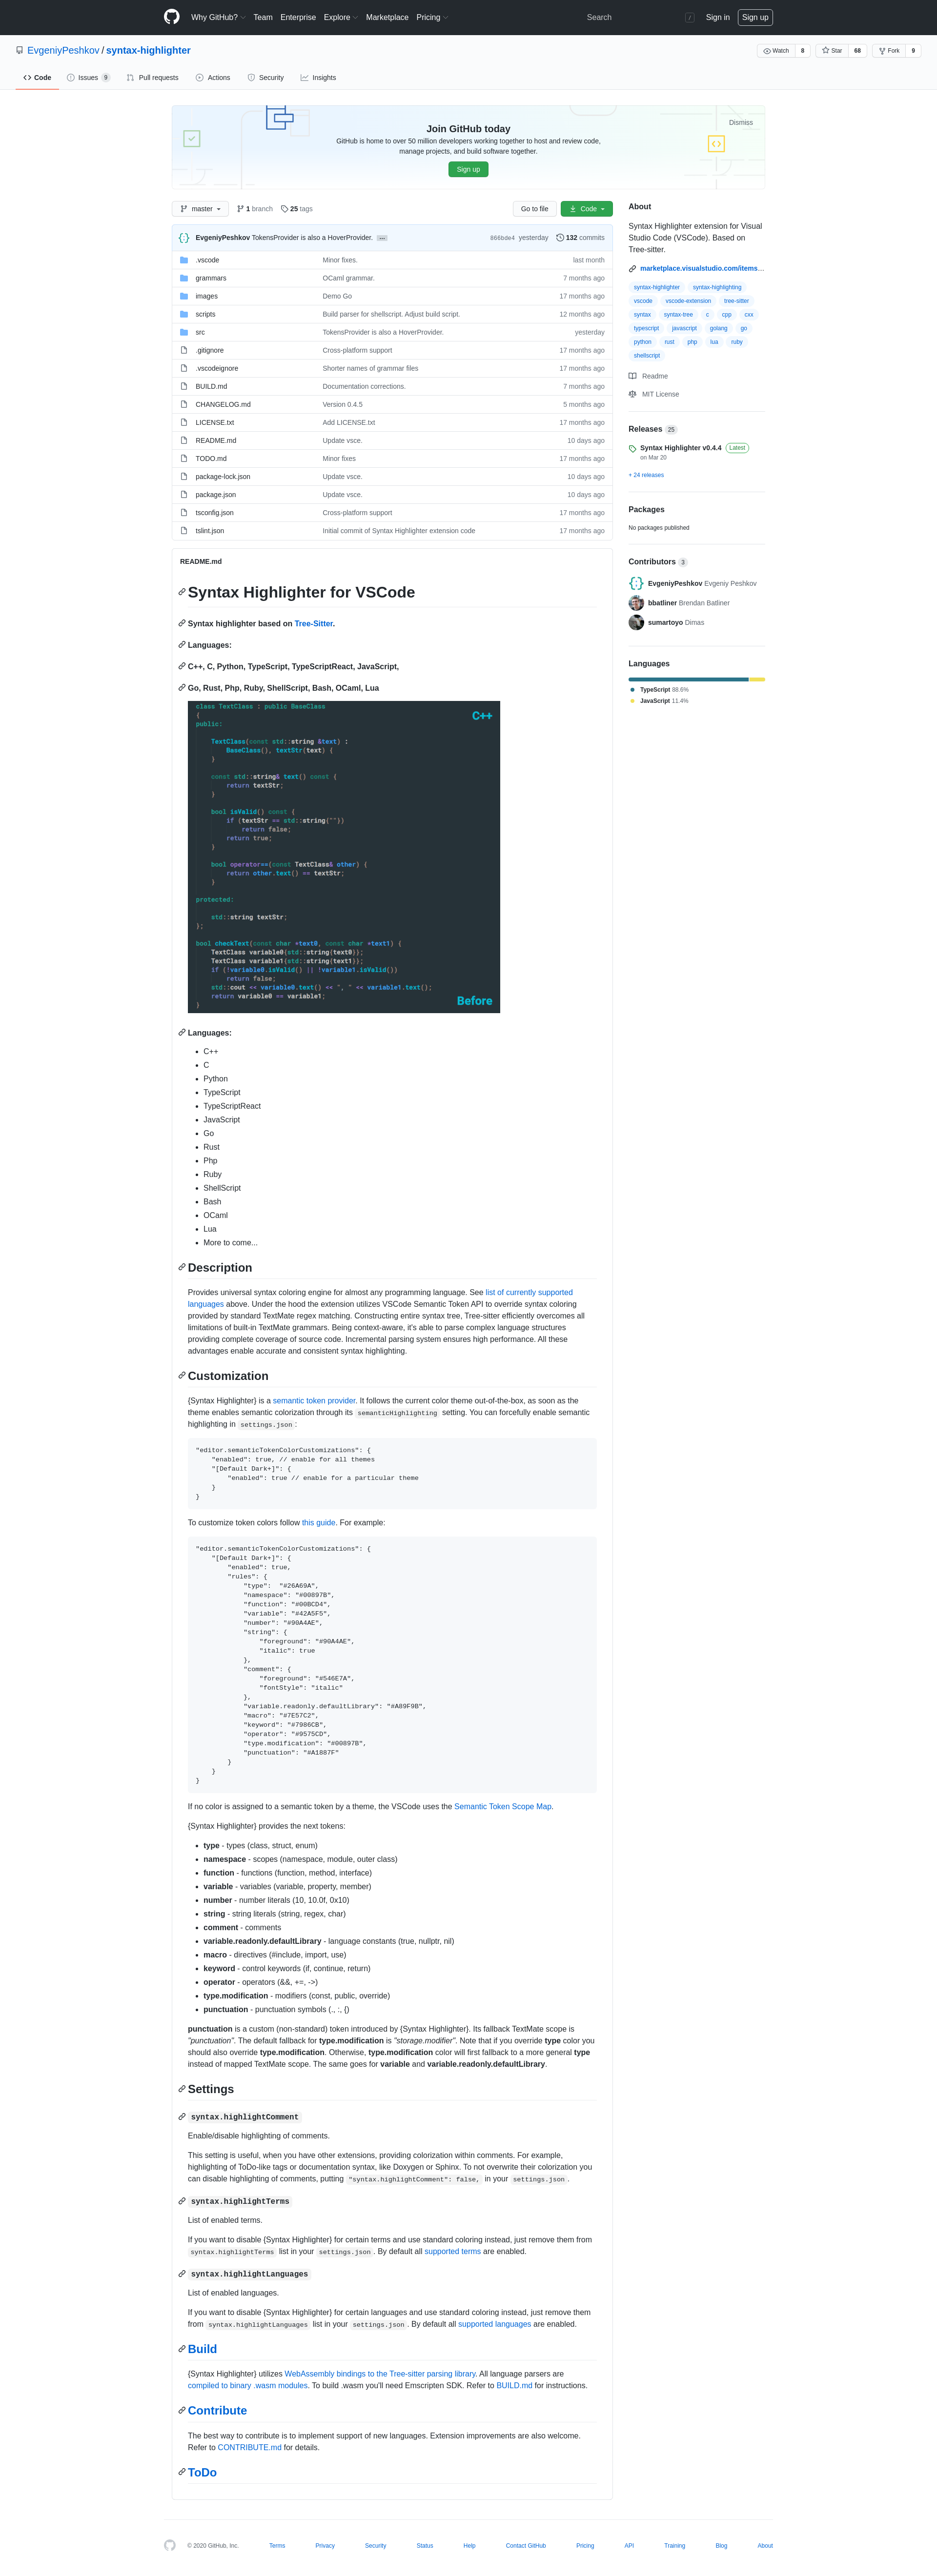 Why GitHub? Team Enterprise Explore Marketplace Pricing Search / Sign in Sign up
EvgeniyPeshkov / syntax-highlighter
Watch 8 Star 68 Fork 9
Code Issues 9 Pull requests Actions Security Insights
Join GitHub today
Dismiss
GitHub is home to over 50 million developers working together to host and review code,
manage projects, and build software together.
Sign up
master 1 branch 25 tags Go to file Code
EvgeniyPeshkov TokensProvider is also a HoverProvider. 866bde4 yesterday 132 commits
.vscode Minor fixes. last month
grammars OCaml grammar. 7 months ago
images Demo Go 17 months ago
scripts Build parser for shellscript. Adjust build script. 12 months ago
src TokensProvider is also a HoverProvider. yesterday
.gitignore Cross-platform support 17 months ago
.vscodeignore Shorter names of grammar files 17 months ago
BUILD.md Documentation corrections. 7 months ago
CHANGELOG.md Version 0.4.5 5 months ago
LICENSE.txt Add LICENSE.txt 17 months ago
README.md Update vsce. 10 days ago
TODO.md Minor fixes 17 months ago
package-lock.json Update vsce. 10 days ago
package.json Update vsce. 10 days ago
tsconfig.json Cross-platform support 17 months ago
tslint.json Initial commit of Syntax Highlighter extension code 17 months ago
About
Syntax Highlighter extension for Visual
Studio Code (VSCode). Based on
Tree-sitter.
marketplace.visualstudio.com/items...
syntax-highlighter syntax-highlighting
vscode vscode-extension tree-sitter
syntax syntax-tree c cpp cxx
typescript javascript golang go
python rust php lua ruby
shellscript
Readme
MIT License
Releases 25
Syntax Highlighter v0.4.4 Latest
on Mar 20
+ 24 releases
Packages
No packages published
Contributors 3
EvgeniyPeshkov Evgeniy Peshkov
bbatliner Brendan Batliner
sumartoyo Dimas
Languages
TypeScript 88.6%
JavaScript 11.4%
README.md
Syntax Highlighter for VSCode
Syntax highlighter based on Tree-Sitter.
Languages:
C++, C, Python, TypeScript, TypeScriptReact, JavaScript,
Go, Rust, Php, Ruby, ShellScript, Bash, OCaml, Lua
class TextClass : public BaseClass
C++
{
public:
TextClass(const std::string &text) :
BaseClass(), textStr(text) {
}
const std::string& text() const {
return textStr;
}
bool isValid() const {
if (textStr == std::string(""))
return false;
return true;
}
bool operator==(const TextClass& other) {
return other.text() == textStr;
}
protected:
std::string textStr;
};
bool checkText(const char *text0, const char *text1) {
TextClass variable0(std::string(text0));
TextClass variable1(std::string(text1));
if (!variable0.isValid() || !variable1.isValid())
return false;
std::cout << variable0.text() << ", " << variable1.text();
return variable0 == variable1;
}
Before
Languages:
C++
C
Python
TypeScript
TypeScriptReact
JavaScript
Go
Rust
Php
Ruby
ShellScript
Bash
OCaml
Lua
More to come...
Description
Provides universal syntax coloring engine for almost any programming language. See list of currently supported
languages above. Under the hood the extension utilizes VSCode Semantic Token API to override syntax coloring
provided by standard TextMate regex matching. Constructing entire syntax tree, Tree-sitter efficiently overcomes all
limitations of built-in TextMate grammars. Being context-aware, it's able to parse complex language structures
providing complete coverage of source code. Incremental parsing system ensures high performance. All these
advantages enable accurate and consistent syntax highlighting.
Customization
{Syntax Highlighter} is a semantic token provider. It follows the current color theme out-of-the-box, as soon as the
theme enables semantic colorization through its semanticHighlighting setting. You can forcefully enable semantic
highlighting in settings.json :
"editor.semanticTokenColorCustomizations": {
"enabled": true, // enable for all themes
"[Default Dark+]": {
"enabled": true // enable for a particular theme
}
}
To customize token colors follow this guide. For example:
"editor.semanticTokenColorCustomizations": {
"[Default Dark+]": {
"enabled": true,
"rules": {
"type": "#26A69A",
"namespace": "#00897B",
"function": "#00BCD4",
"variable": "#42A5F5",
"number": "#90A4AE",
"string": {
"foreground": "#90A4AE",
"italic": true
},
"comment": {
"foreground": "#546E7A",
"fontStyle": "italic"
},
"variable.readonly.defaultLibrary": "#A89F9B",
"macro": "#7E57C2",
"keyword": "#7986CB",
"operator": "#9575CD",
"type.modification": "#00897B",
"punctuation": "#A1887F"
}
}
}
If no color is assigned to a semantic token by a theme, the VSCode uses the Semantic Token Scope Map.
{Syntax Highlighter} provides the next tokens:
type - types (class, struct, enum)
namespace - scopes (namespace, module, outer class)
function - functions (function, method, interface)
variable - variables (variable, property, member)
number - number literals (10, 10.0f, 0x10)
string - string literals (string, regex, char)
comment - comments
variable.readonly.defaultLibrary - language constants (true, nullptr, nil)
macro - directives (#include, import, use)
keyword - control keywords (if, continue, return)
operator - operators (&&, +=, ->)
type.modification - modifiers (const, public, override)
punctuation - punctuation symbols (., :, {)
punctuation is a custom (non-standard) token introduced by {Syntax Highlighter}. Its fallback TextMate scope is
"punctuation". The default fallback for type.modification is "storage.modifier". Note that if you override type color you
should also override type.modification. Otherwise, type.modification color will first fallback to a more general type
instead of mapped TextMate scope. The same goes for variable and variable.readonly.defaultLibrary.
Settings
syntax.highlightComment
Enable/disable highlighting of comments.
This setting is useful, when you have other extensions, providing colorization within comments. For example,
highlighting of ToDo-like tags or documentation syntax, like Doxygen or Sphinx. To not overwrite their colorization you
can disable highlighting of comments, putting "syntax.highlightComment": false, in your settings.json .
syntax.highlightTerms
List of enabled terms.
If you want to disable {Syntax Highlighter} for certain terms and use standard coloring instead, just remove them from
syntax.highlightTerms list in your settings.json . By default all supported terms are enabled.
syntax.highlightLanguages
List of enabled languages.
If you want to disable {Syntax Highlighter} for certain languages and use standard coloring instead, just remove them
from syntax.highlightLanguages list in your settings.json . By default all supported languages are enabled.
Build
{Syntax Highlighter} utilizes WebAssembly bindings to the Tree-sitter parsing library. All language parsers are
compiled to binary .wasm modules. To build .wasm you'll need Emscripten SDK. Refer to BUILD.md for instructions.
Contribute
The best way to contribute is to implement support of new languages. Extension improvements are also welcome.
Refer to CONTRIBUTE.md for details.
ToDo
© 2020 GitHub, Inc. Terms Privacy Security Status Help Contact GitHub Pricing API Training Blog About